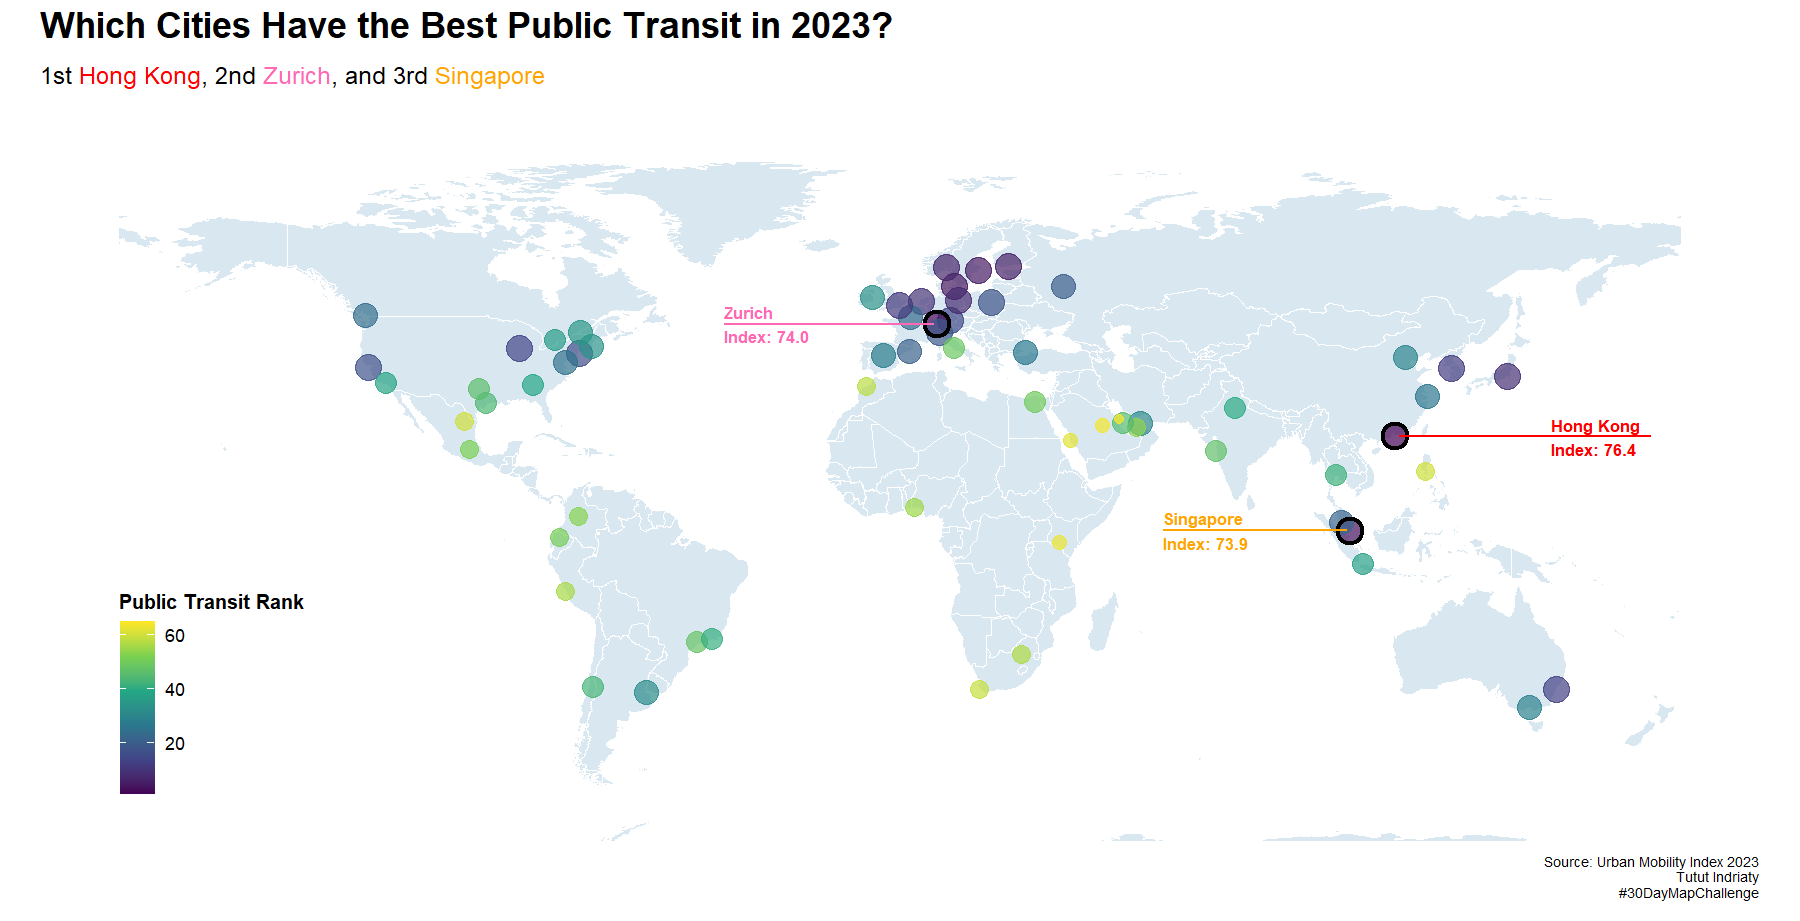 Which Cities Have the Best Public Transit in 2023?
1st Hong Kong, 2nd Zurich, and 3rd Singapore
Zurich
Index: 74.0
Hong Kong
Index: 76.4
Singapore
Index: 73.9
Public Transit Rank
60
40
20
Source: Urban Mobility Index 2023
Tutut Indriaty
#30DayMapChallenge